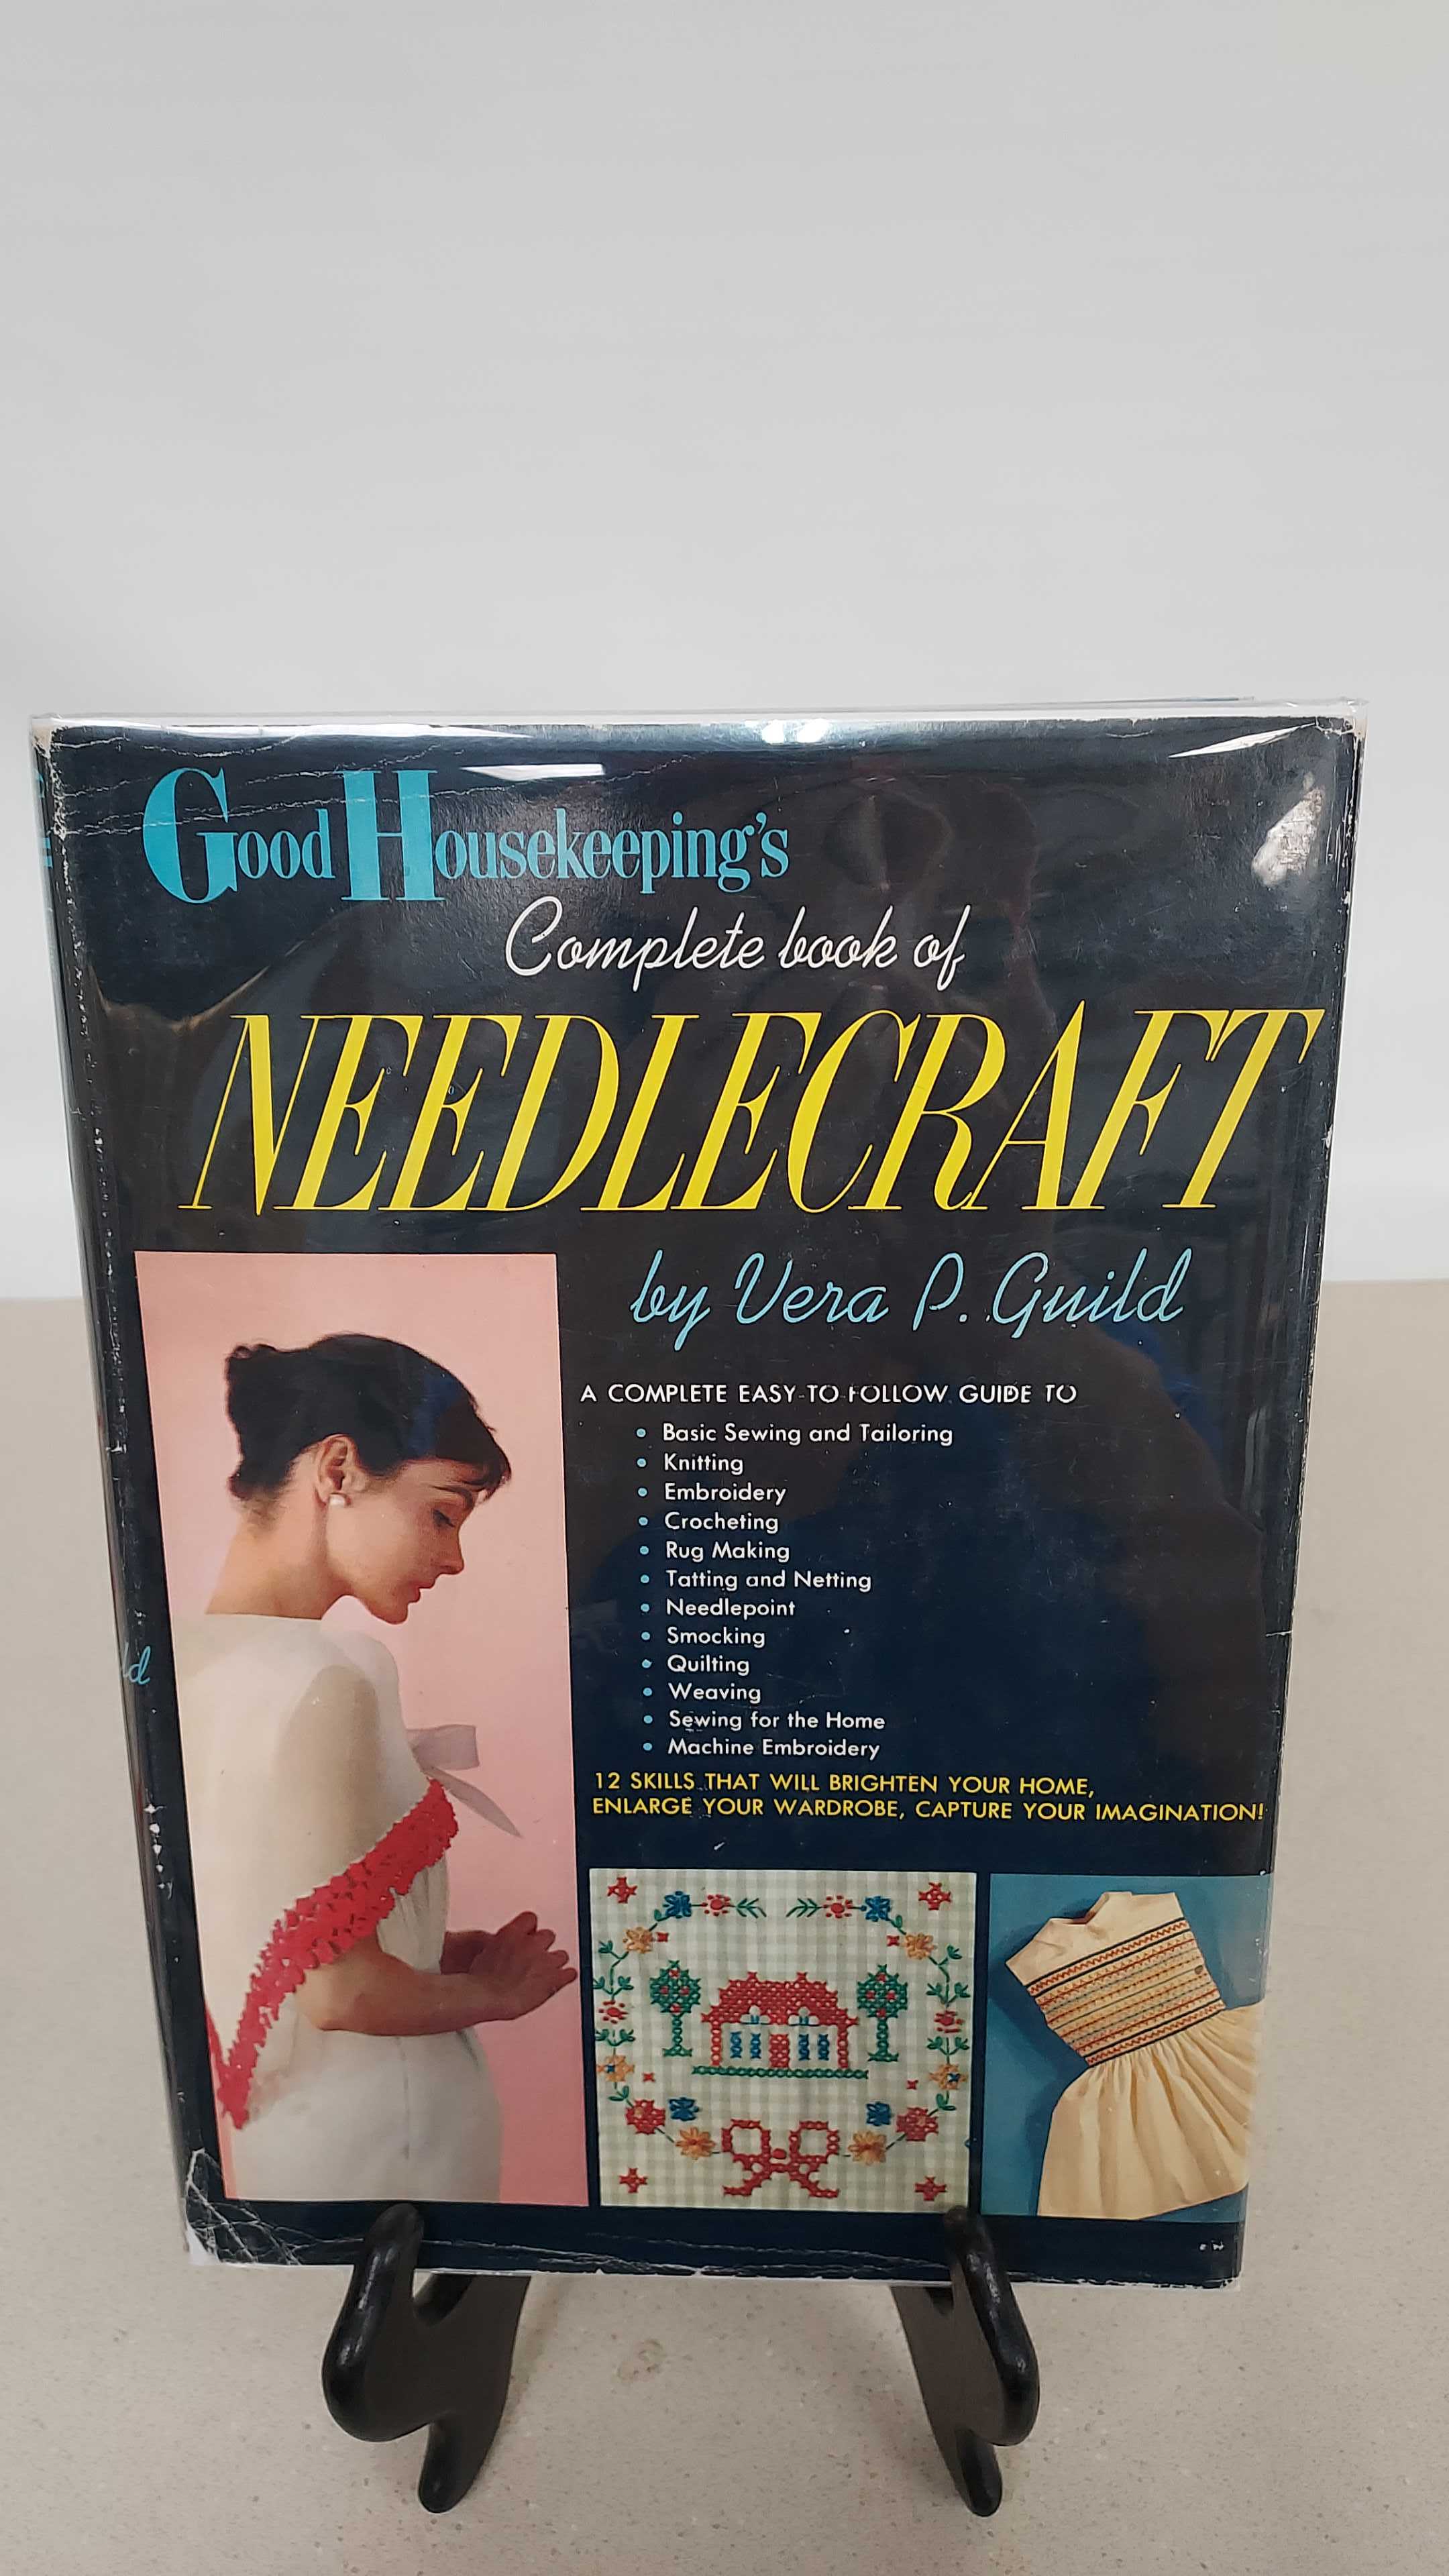 Good Housekeeping's
Complete book of
NEEDLECRAFT
by Vera P. Guild
A COMPLETE EASY-TO-FOLLOW GUIDE TO
• Basic Sewing and Tailoring
• Knitting
• Embroidery
• Crocheting
• Rug Making
• Tatting and Netting
• Needlepoint
• Smocking
• Quilting
• Weaving
• Sewing for the Home
• Machine Embroidery
12 SKILLS THAT WILL BRIGHTEN YOUR HOME,
ENLARGE YOUR WARDROBE, CAPTURE YOUR IMAGINATION!
ld